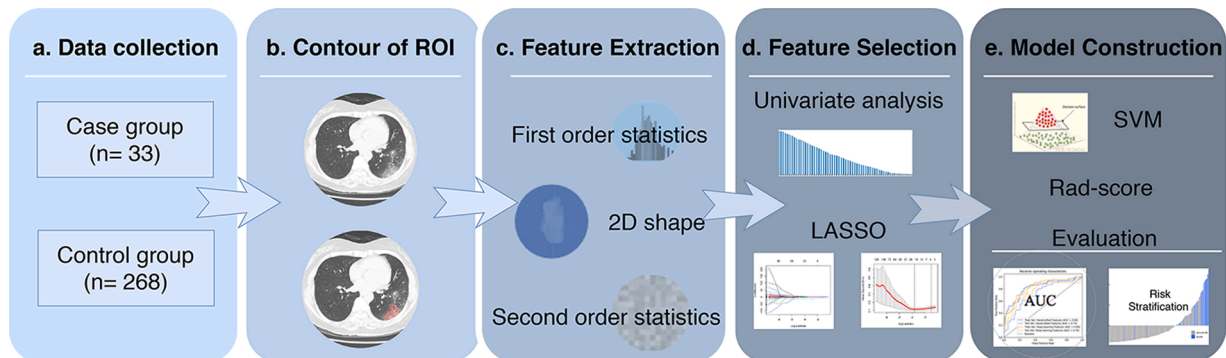 a. Data collection
Case group
(n= 33)
Control group
(n= 268)
b. Contour of ROI
c. Feature Extraction
First order statistics
2D shape
Second order statistics
d. Feature Selection
Univariate analysis
LASSO
e. Model Construction
SVM
Rad-score
Evaluation
AUC
Risk
Stratification